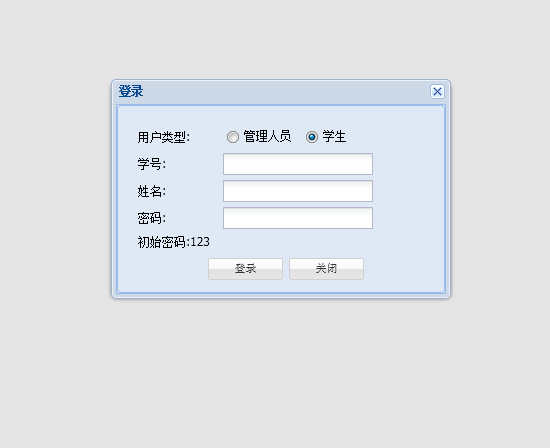 登录
用户类型: 管理人员 学生
学号:
姓名:
密码:
初始密码:123
登录 关闭